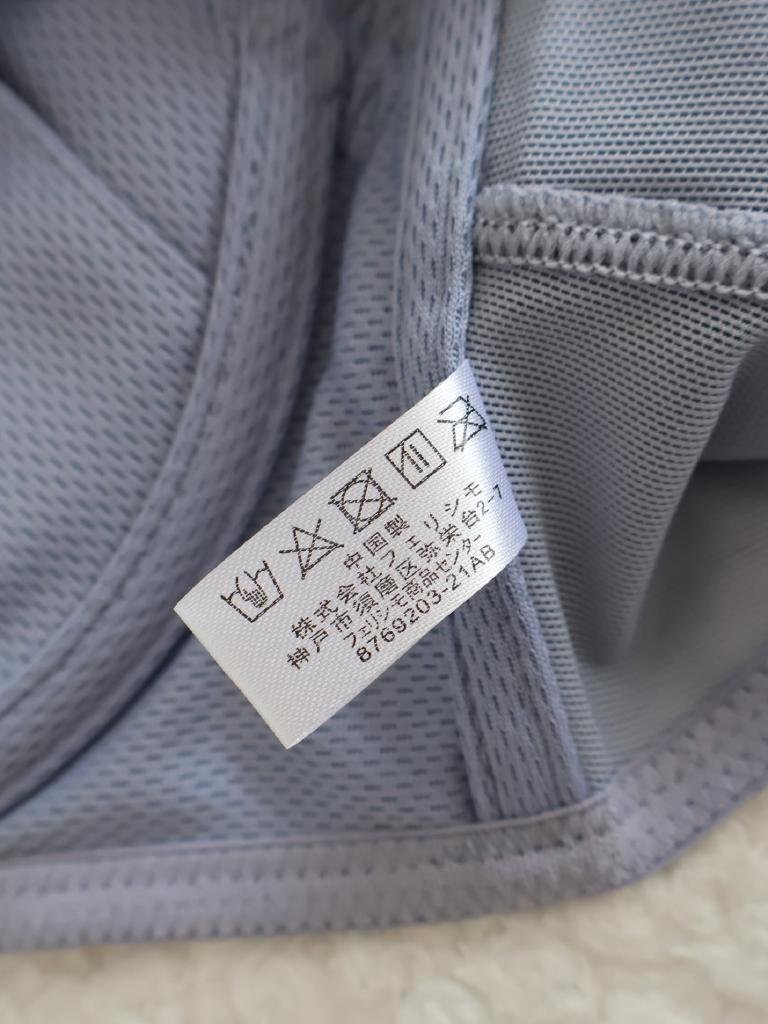 中国製
株式会社フェリシモ
神戸市須磨区弥栄台2-7
フェリシモ商品センター
8769203-21AB